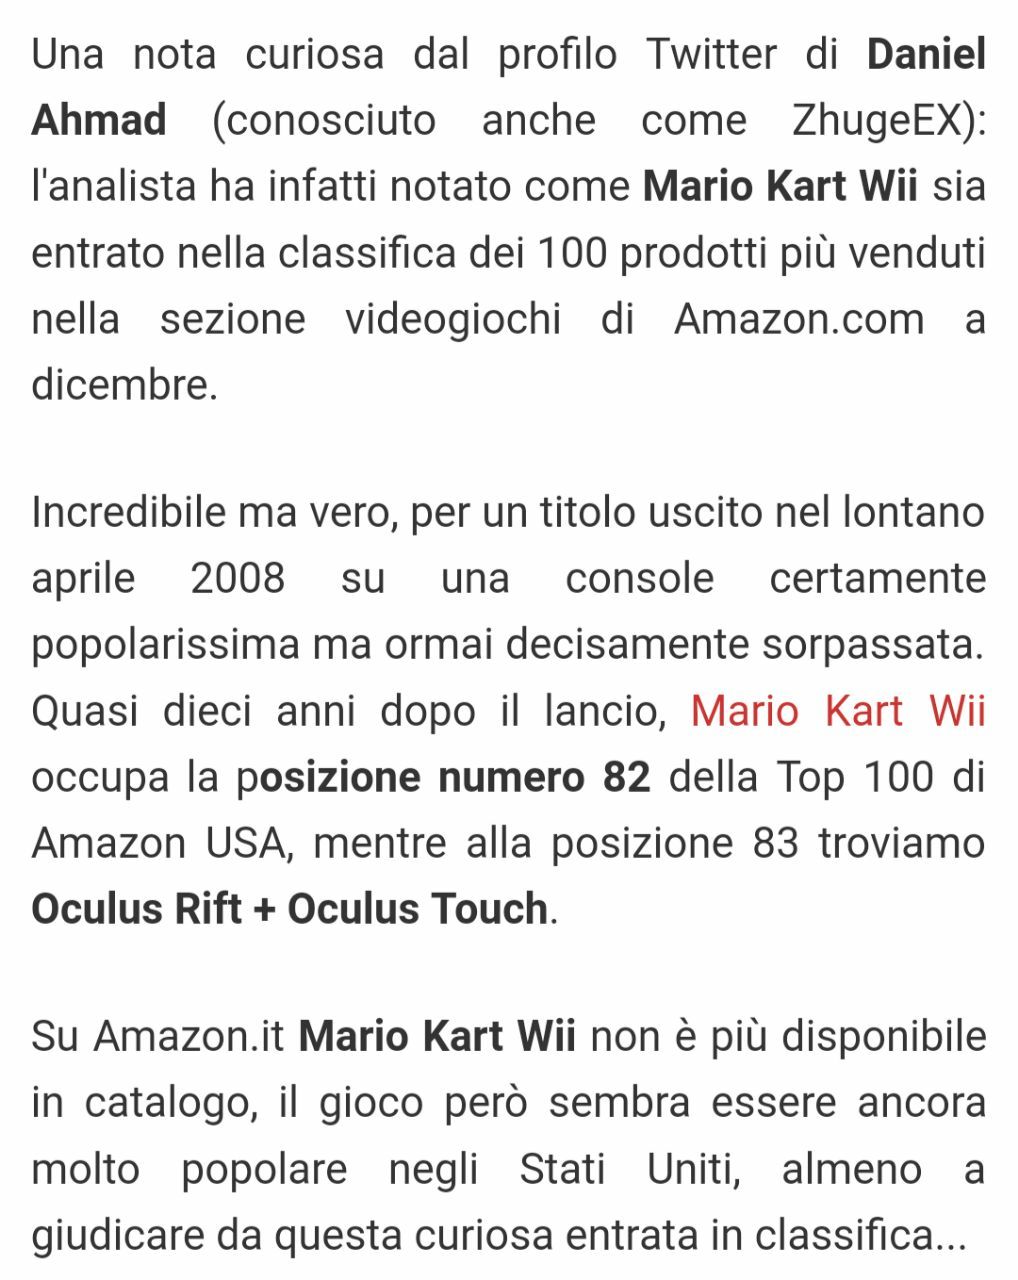 Una nota curiosa dal profilo Twitter di Daniel
Ahmad (conosciuto anche come ZhugeEX):
l'analista ha infatti notato come Mario Kart Wii sia
entrato nella classifica dei 100 prodotti più venduti
nella sezione videogiochi di Amazon.com a
dicembre.
Incredibile ma vero, per un titolo uscito nel lontano
aprile 2008 su una console certamente
popolarissima ma ormai decisamente sorpassata.
Quasi dieci anni dopo il lancio, Mario Kart Wii
occupa la posizione numero 82 della Top 100 di
Amazon USA, mentre alla posizione 83 troviamo
Oculus Rift + Oculus Touch.
Su Amazon.it Mario Kart Wii non è più disponibile
in catalogo, il gioco però sembra essere ancora
molto popolare negli Stati Uniti, almeno a
giudicare da questa curiosa entrata in classifica...